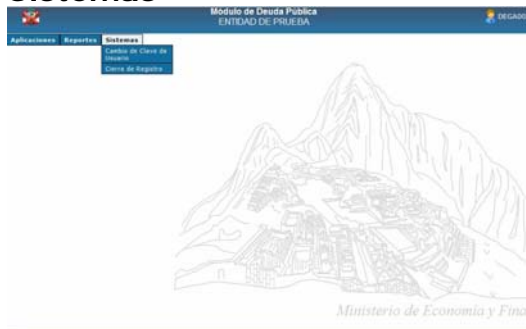 Sistemas
Módulo de Deuda Pública
ENTIDAD DE PRUEBA
DEGADO
Aplicaciones Reportes Sistemas
Cambio de Clave de
Usuario
Cierre de Registro
Ministerio de Economía y Fina